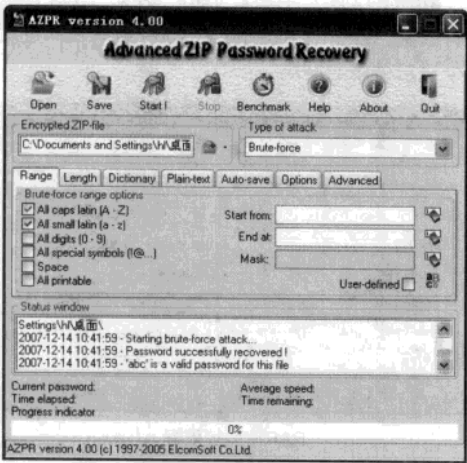 AZPR version 4.00
Advanced ZIP Password Recovery
Open Save Start! Stop Benchmark Help About Quit
Encrypted ZIP-file Type of attack
C:\Documents and Settings\hl\桌面 Brute-force
Range Length Dictionary Plain-text Auto-save Options Advanced
Brute-force range options
All caps latin (A - Z) Start from:
All small latin (a - z) End at:
All digits (0 - 9) Mask:
All special symbols (!@...)
Space User-defined
All printable
Status window
Settings\hl\桌面\
2007-12-14 10:41:59 - Starting brute-force attack...
2007-12-14 10:41:59 - Password successfully recovered !
2007-12-14 10:41:59 - 'abc' is a valid password for this file
Current password: Average speed:
Time elapsed: Time remaining:
Progress indicator
0%
AZPR version 4.00 (c) 1997-2005 ElcomSoft Co.Ltd.